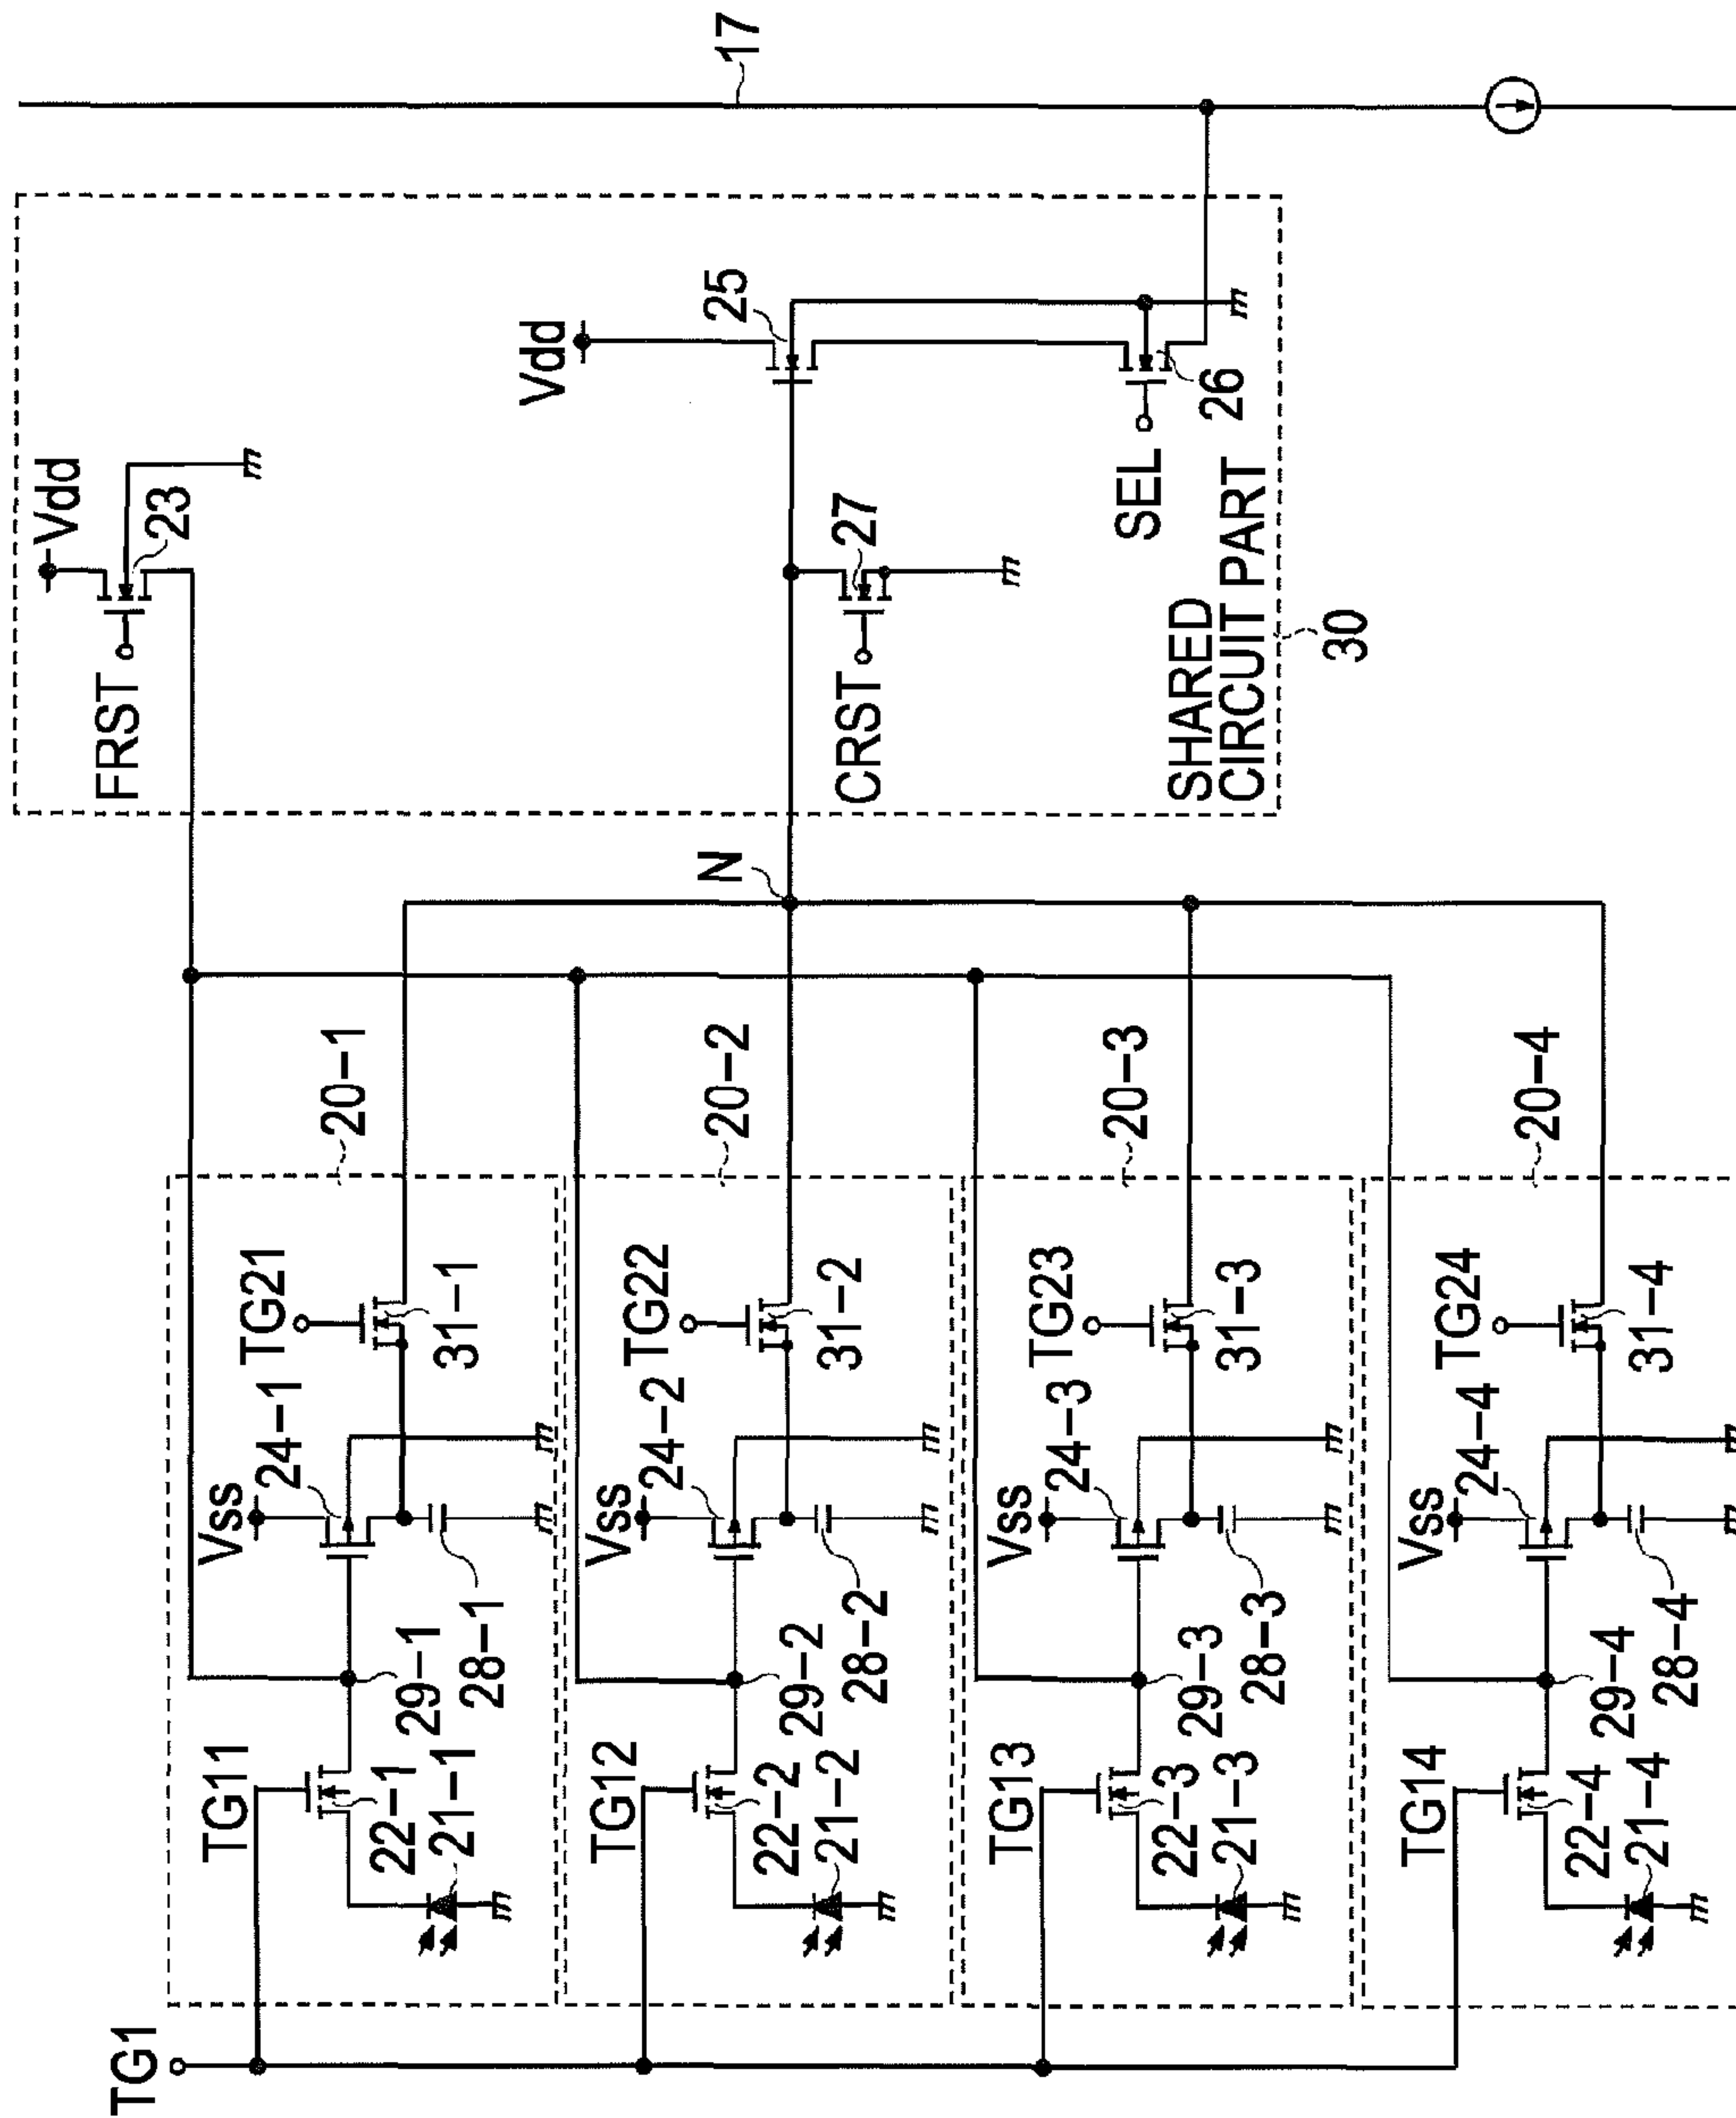 TG1
TG11
22-1
21-1
29-1
28-1
Vss
24-1
TG21
31-1
20-1
TG12
22-2
21-2
29-2
28-2
Vss
24-2
TG22
31-2
20-2
TG13
22-3
21-3
29-3
28-3
Vss
24-3
TG23
31-3
20-3
TG14
22-4
21-4
29-4
28-4
Vss
24-4
TG24
31-4
20-4
N
FRST
Vdd
23
CRST
27
Vdd
25
SEL
26
SHARED
CIRCUIT PART
30
17